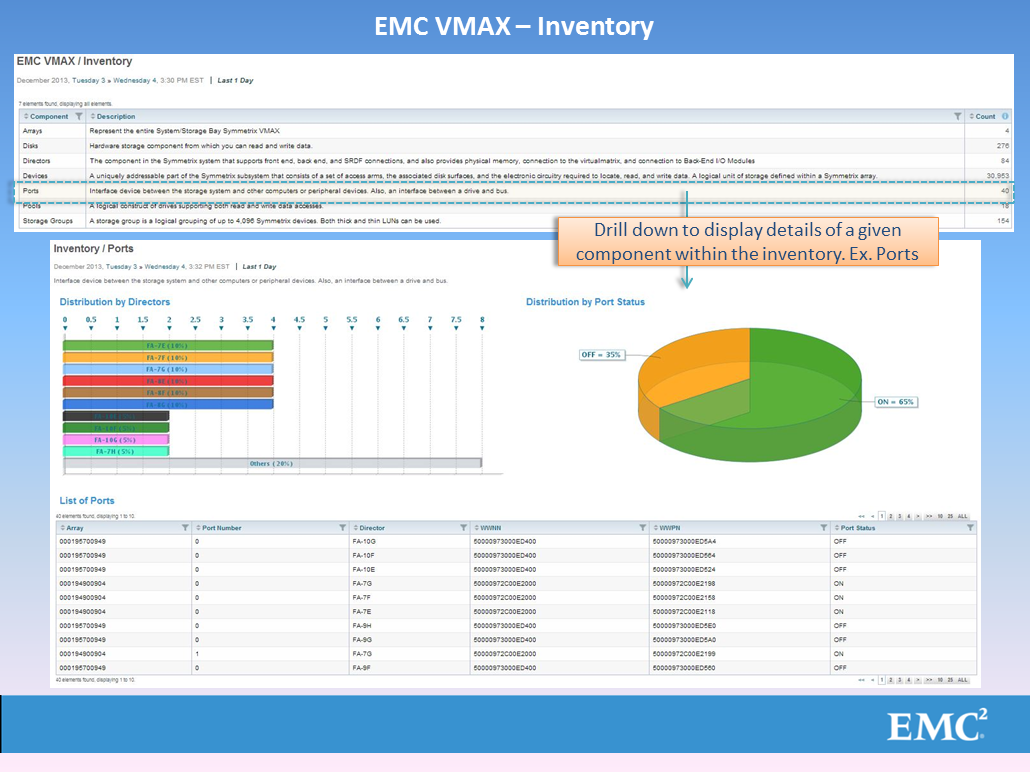 EMC VMAX – Inventory
EMC VMAX / Inventory
December 2013, Tuesday 3 » Wednesday 4, 3:30 PM EST | Last 1 Day
7 elements found, displaying all elements.
Component Description Count
Arrays Represent the entire System/Storage Bay Symmetrix VMAX 4
Disks Hardware storage component from which you can read and write data. 276
Directors The component in the Symmetrix system that supports front end, back end, and SRDF connections, and also provides physical memory, connection to the virtualmatrix, and connection to Back-End I/O Modules 84
Devices A uniquely addressable part of the Symmetrix subsystem that consists of a set of access arms, the associated disk surfaces, and the electronic circuitry required to locate, read, and write data. A logical unit of storage defined within a Symmetrix array. 30,953
Ports Interface device between the storage system and other computers or peripheral devices. Also, an interface between a drive and bus. 40
Pools A logical construct of drives supporting both read and write data accesses. 18
Storage Groups A storage group is a logical grouping of up to 4,096 Symmetrix devices. Both thick and thin LUNs can be used. 154
Drill down to display details of a given
component within the inventory. Ex. Ports
Inventory / Ports
December 2013, Tuesday 3 » Wednesday 4, 3:32 PM EST | Last 1 Day
Interface device between the storage system and other computers or peripheral devices. Also, an interface between a drive and bus.
Distribution by Directors
0 0.5 1 1.5 2 2.5 3 3.5 4 4.5 5 5.5 6 6.5 7 7.5 8
FA-7E (10%)
FA-7F (10%)
FA-7G (10%)
FA-8E (10%)
FA-8F (10%)
FA-8G (10%)
FA-10G (5%)
FA-7H (5%)
Others (20%)
Distribution by Port Status
OFF = 35%
ON = 65%
List of Ports
40 elements found, displaying 1 to 10.
<< < 1 2 3 4 > >> 10 25 ALL
Array Port Number Director WWNN WWPN Port Status
000195700949 0 FA-10G 50000973000ED400 50000973000ED5A4 OFF
000195700949 0 FA-10F 50000973000ED400 50000973000ED564 OFF
000195700949 0 FA-10E 50000973000ED400 50000973000ED524 OFF
000194900904 0 FA-7G 50000972C00E2000 50000972C00E2198 ON
000194900904 0 FA-7F 50000972C00E2000 50000972C00E2158 ON
000194900904 0 FA-7E 50000972C00E2000 50000972C00E2118 ON
000195700949 0 FA-9H 50000973000ED400 50000973000ED5E0 OFF
000195700949 0 FA-9G 50000973000ED400 50000973000ED5A0 OFF
000194900904 1 FA-7G 50000972C00E2000 50000972C00E2199 ON
000195700949 0 FA-9F 50000973000ED400 50000973000ED560 OFF
40 elements found, displaying 1 to 10.
<< < 1 2 3 4 > >> 10 25 ALL
EMC²